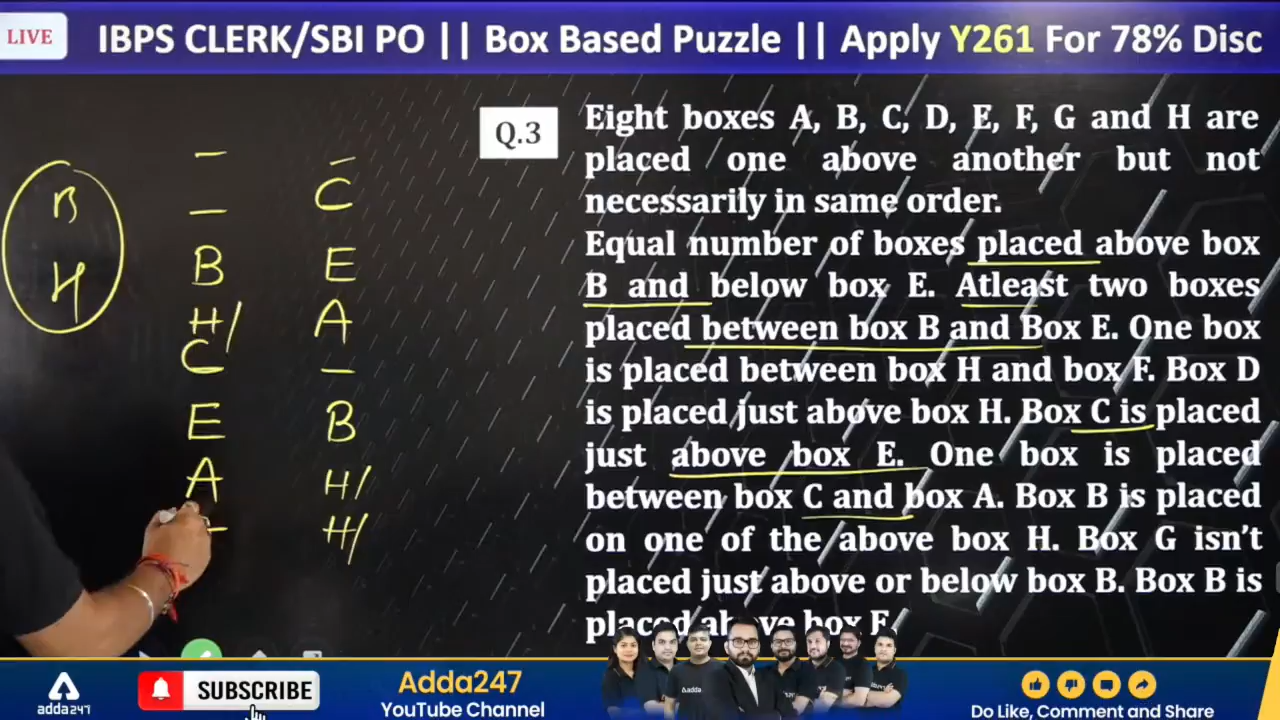 LIVE
IBPS CLERK/SBI PO || Box Based Puzzle || Apply Y261 For 78% Disc
B
H
–
–
B
H/
C
E
A
–
–
C
E
A
–
B
H/
H/
Q.3
Eight boxes A, B, C, D, E, F, G and H are
placed one above another but not
necessarily in same order.
Equal number of boxes placed above box
B and below box E. Atleast two boxes
placed between box B and Box E. One box
is placed between box H and box F. Box D
is placed just above box H. Box C is placed
just above box E. One box is placed
between box C and box A. Box B is placed
on one of the above box H. Box G isn't
placed just above or below box B. Box B is
placed above box
adda247
SUBSCRIBE
Adda247
YouTube Channel
Do Like, Comment and Share